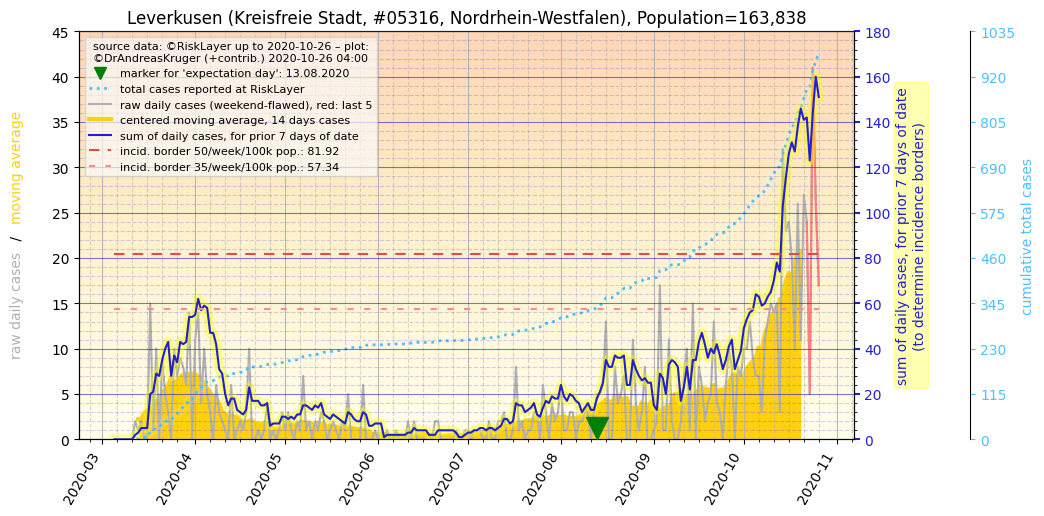 Leverkusen (Kreisfreie Stadt, #05316, Nordrhein-Westfalen), Population=163,838
source data: ©RiskLayer up to 2020-10-26 – plot:
©DrAndreasKruger (+contrib.) 2020-10-26 04:00
marker for 'expectation day': 13.08.2020
total cases reported at RiskLayer
raw daily cases (weekend-flawed), red: last 5
centered moving average, 14 days cases
sum of daily cases, for prior 7 days of date
incid. border 50/week/100k pop.: 81.92
incid. border 35/week/100k pop.: 57.34
raw daily cases / moving average
45
40
35
30
25
20
15
10
5
0
2020-03
2020-04
2020-05
2020-06
2020-07
2020-08
2020-09
2020-10
2020-11
180
160
140
120
100
80
60
40
20
0
sum of daily cases, for prior 7 days of date
(to determine incidence borders)
1035
920
805
690
575
460
345
230
115
0
cumulative total cases